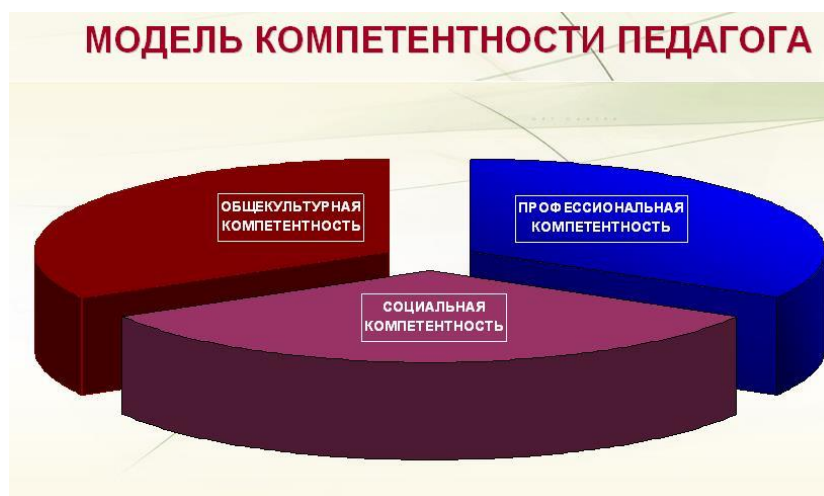 МОДЕЛЬ КОМПЕТЕНТНОСТИ ПЕДАГОГА
ОБЩЕКУЛЬТУРНАЯ
КОМПЕТЕНТНОСТЬ
ПРОФЕССИОНАЛЬНАЯ
КОМПЕТЕНТНОСТЬ
СОЦИАЛЬНАЯ
КОМПЕТЕНТНОСТЬ